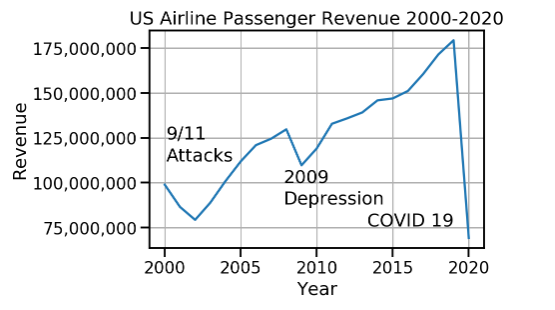 US Airline Passenger Revenue 2000-2020
175,000,000
150,000,000
125,000,000
100,000,000
75,000,000
Revenue
9/11
Attacks
2009
Depression
COVID 19
2000 2005 2010 2015 2020
Year